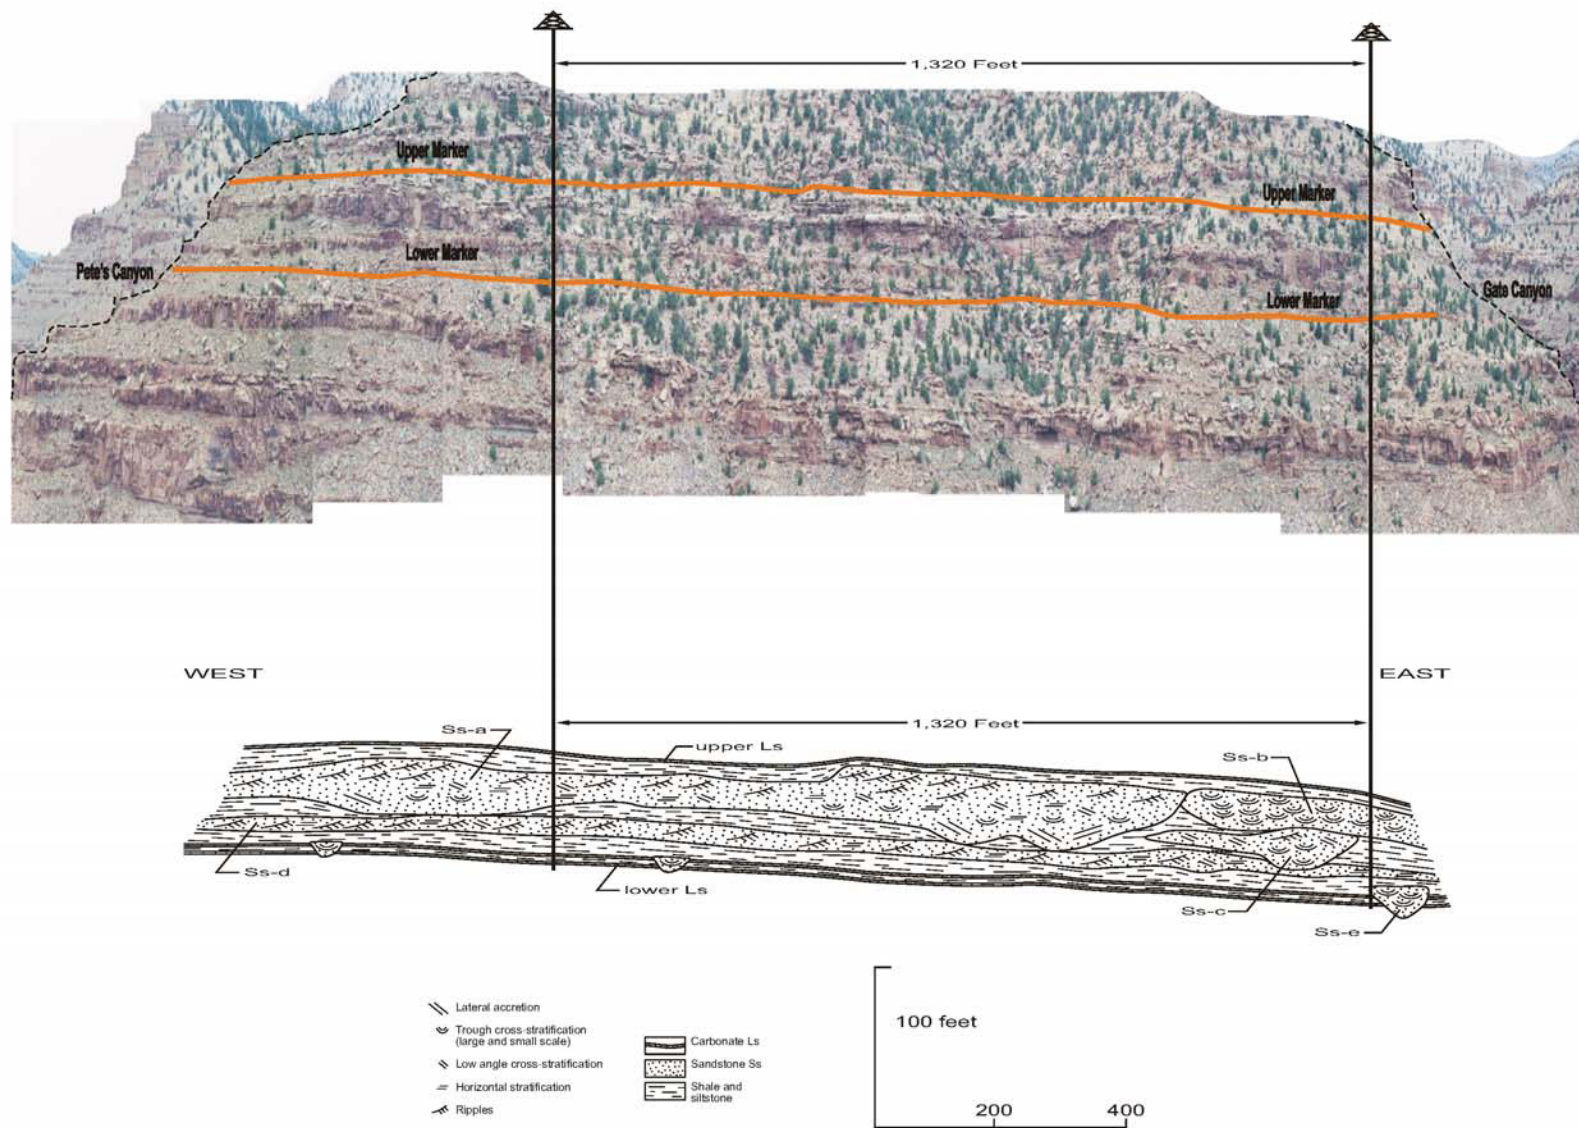 1,320 Feet
Upper Marker
Upper Marker
Lower Marker
Pete's Canyon
Gate Canyon
Lower Marker
WEST
EAST
1,320 Feet
Ss-a
upper Ls
Ss-b
Ss-d
lower Ls
Ss-c
Ss-e
Lateral accretion
Trough cross-stratification
(large and small scale)
Low angle cross-stratification
Horizontal stratification
Ripples
Carbonate Ls
Sandstone Ss
Shale and
siltstone
100 feet
200
400